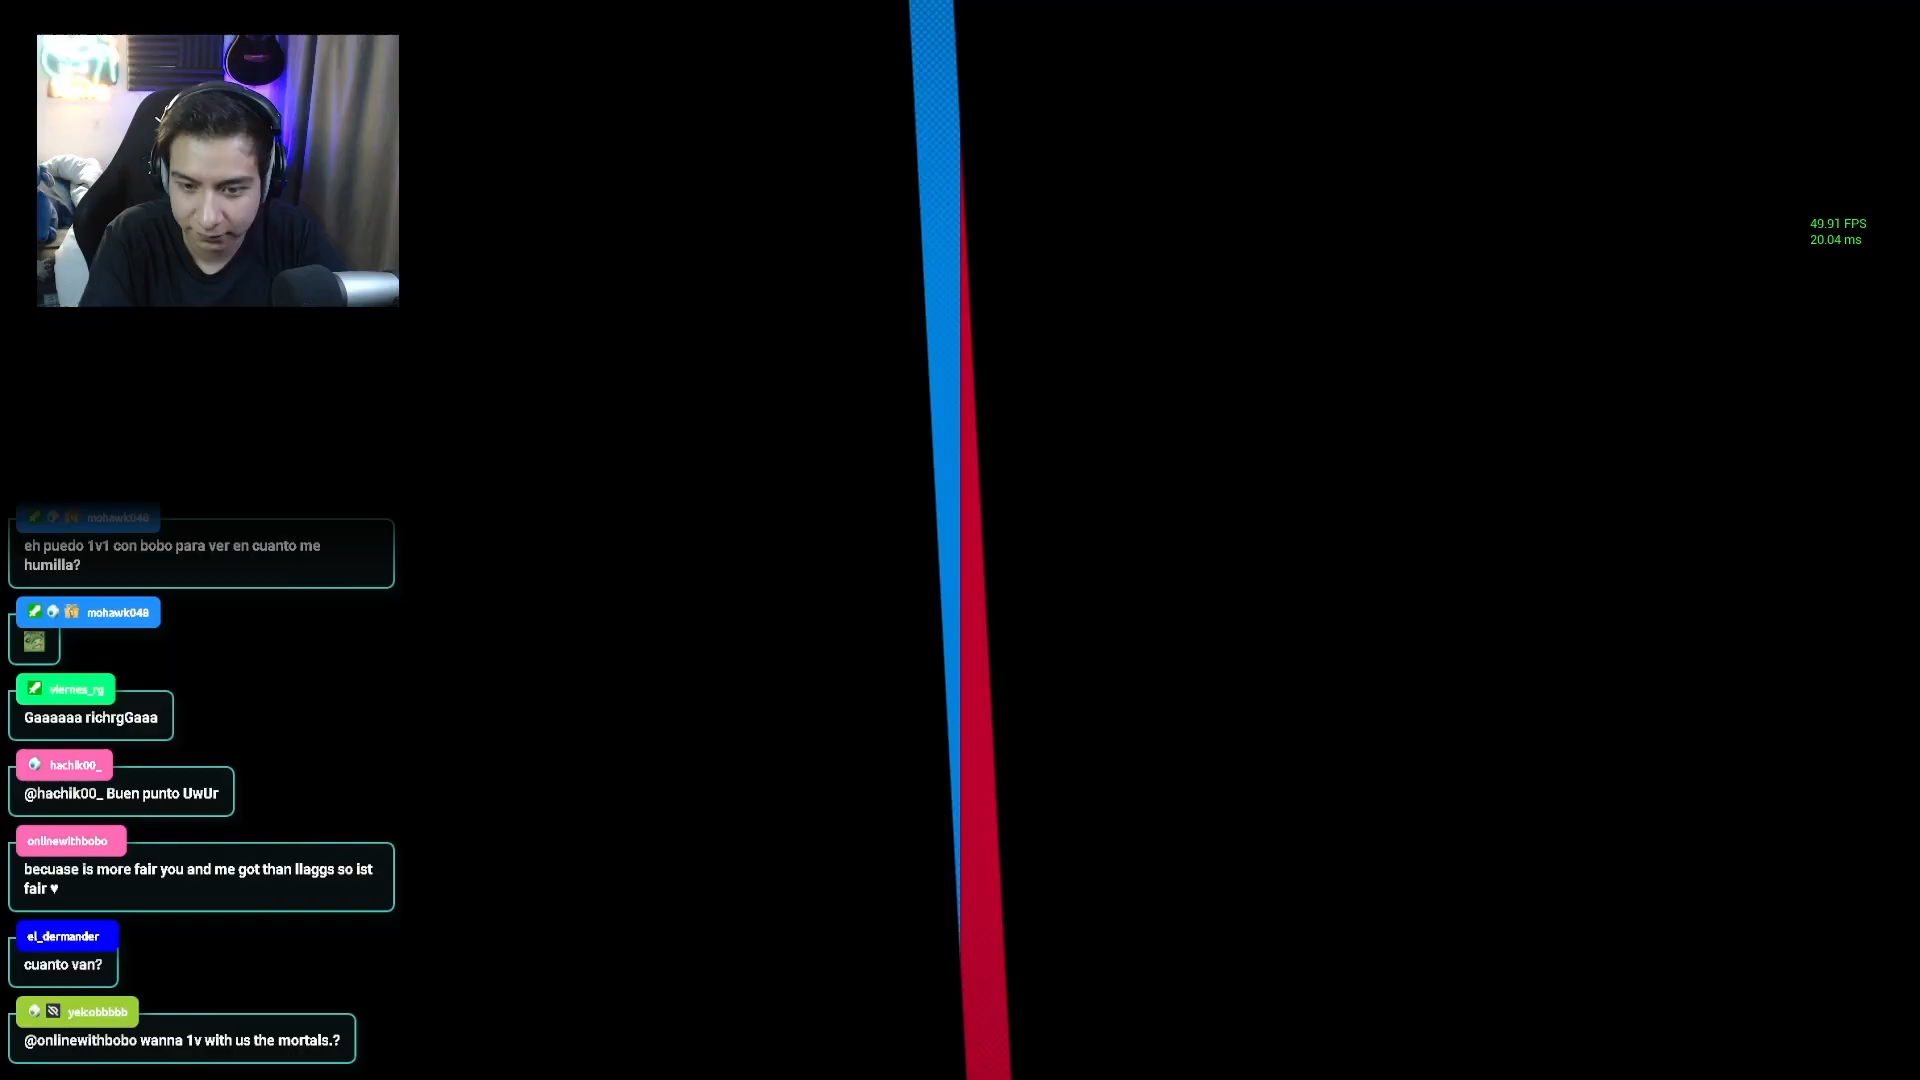 49.91 FPS
20.04 ms
mohawk048
eh puedo 1v1 con bobo para ver en cuanto me
humilla?
mohawk048
viernes_rg
Gaaaaaa richrgGaaa
hachik00_
@hachik00_ Buen punto UwUr
onlinewithbobo
becuase is more fair you and me got than llaggs so ist
fair ♥
el_dermander
cuanto van?
yelcobbbbb
@onlinewithbobo wanna 1v with us the mortals.?